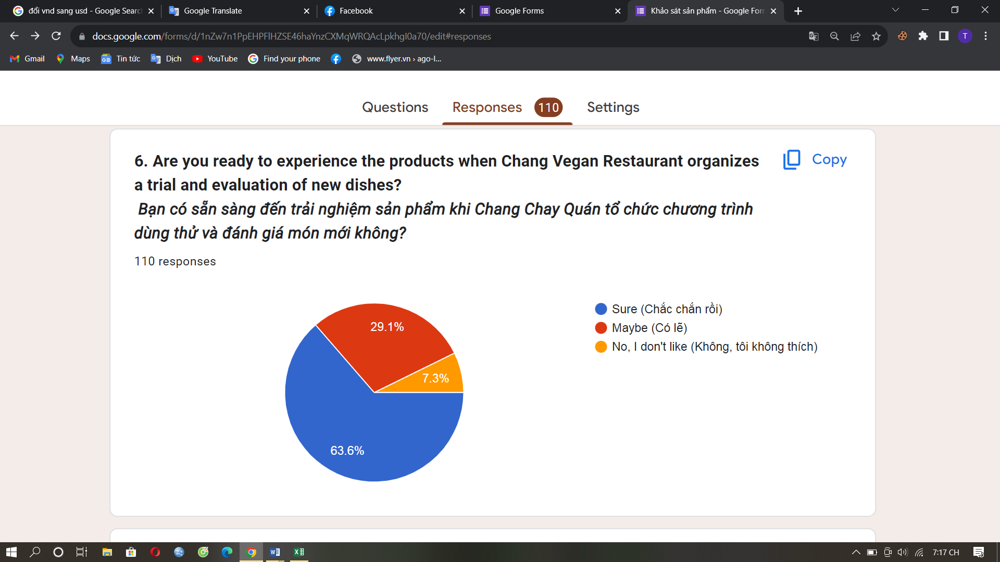 đổi vnd sang usd - Google Searc
Google Translate
Facebook
Google Forms
Khảo sát sản phẩm - Google For
docs.google.com/forms/d/1nZw7n1PpEHPFlHZSE46haYnzCXMqWRQAcLpkhgI0a70/edit#responses
T
Gmail
Maps
Tin tức
Dịch
YouTube
Find your phone
www.flyer.vn › ago-l...
Questions
Responses 110
Settings
6. Are you ready to experience the products when Chang Vegan Restaurant organizes
a trial and evaluation of new dishes?
Bạn có sẵn sàng đến trải nghiệm sản phẩm khi Chang Chay Quán tổ chức chương trình
dùng thử và đánh giá món mới không?
Copy
110 responses
29.1%
7.3%
63.6%
Sure (Chắc chắn rồi)
Maybe (Có lẽ)
No, I don't like (Không, tôi không thích)
7:17 CH